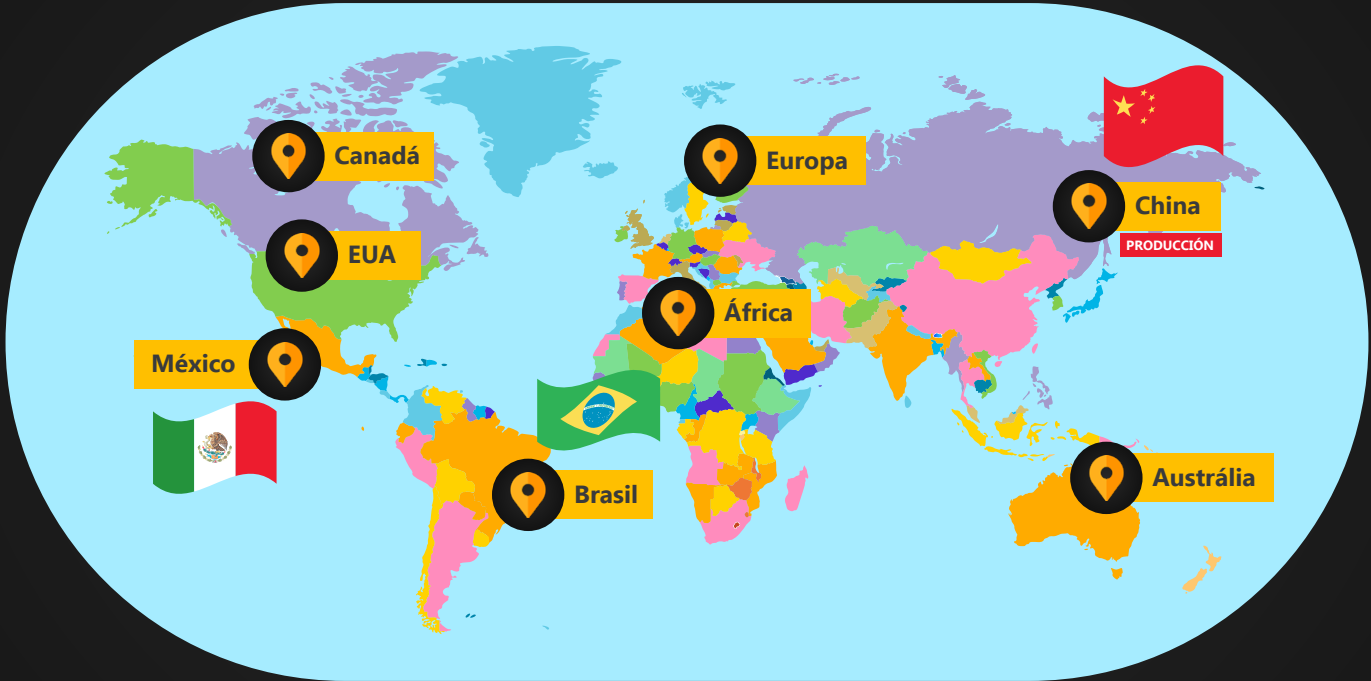 Canadá
Europa
China
PRODUCCIÓN
EUA
África
México
Brasil
Austrália